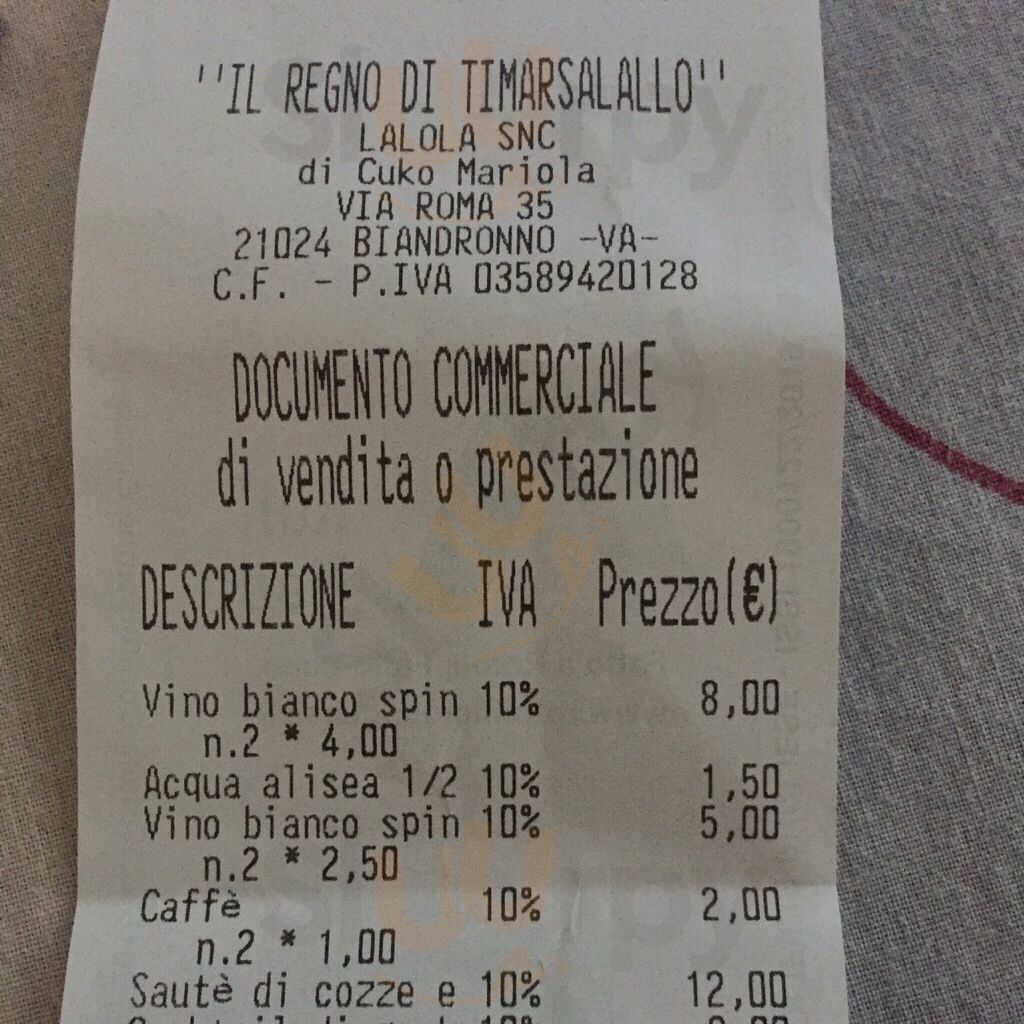 ''IL REGNO DI TIMARSALALLO''
LALOLA SNC
di Cuko Mariola
VIA ROMA 35
21024 BIANDRONNO -VA-
C.F. - P.IVA 03589420128
DOCUMENTO COMMERCIALE
di vendita o prestazione
DESCRIZIONE IVA Prezzo(€)
Vino bianco spin 10% 8,00
n.2 * 4,00
Acqua alisea 1/2 10% 1,50
Vino bianco spin 10% 5,00
n.2 * 2,50
Caffè 10% 2,00
n.2 * 1,00
Sautè di cozze e 10% 12,00